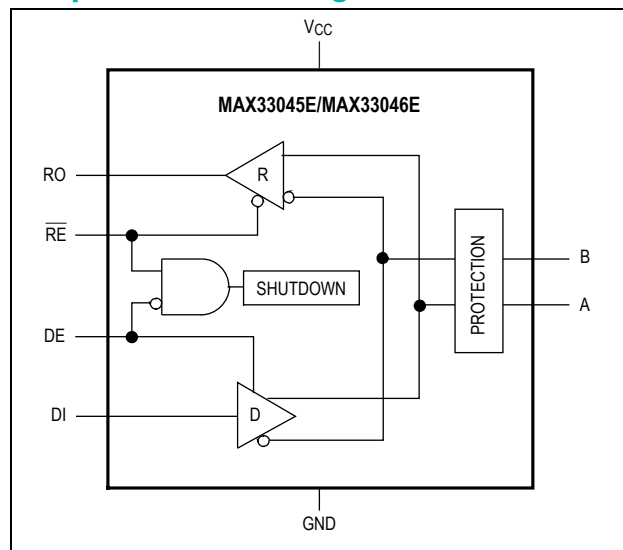 VCC
MAX33045E/MAX33046E
RO
R
RE
SHUTDOWN
PROTECTION
B
A
DE
DI
D
GND